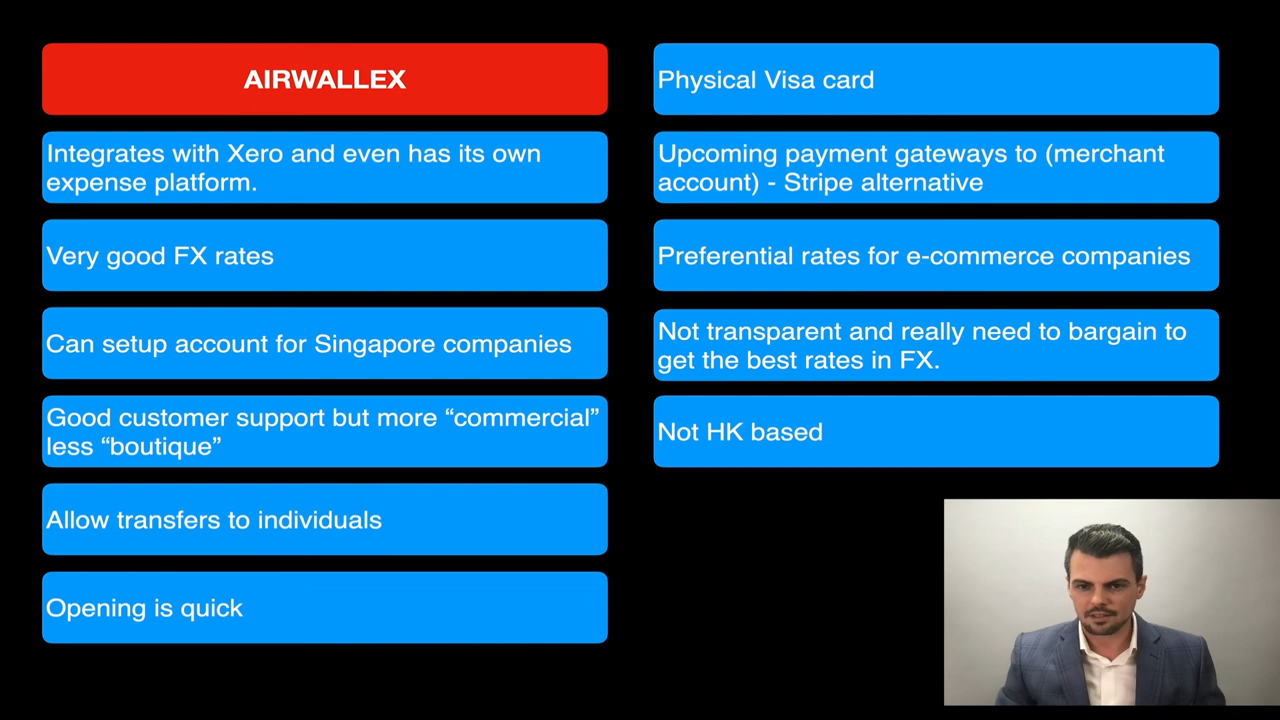 AIRWALLEX
Integrates with Xero and even has its own
expense platform.
Very good FX rates
Can setup account for Singapore companies
Good customer support but more “commercial”
less “boutique”
Allow transfers to individuals
Opening is quick
Physical Visa card
Upcoming payment gateways to (merchant
account) - Stripe alternative
Preferential rates for e-commerce companies
Not transparent and really need to bargain to
get the best rates in FX.
Not HK based